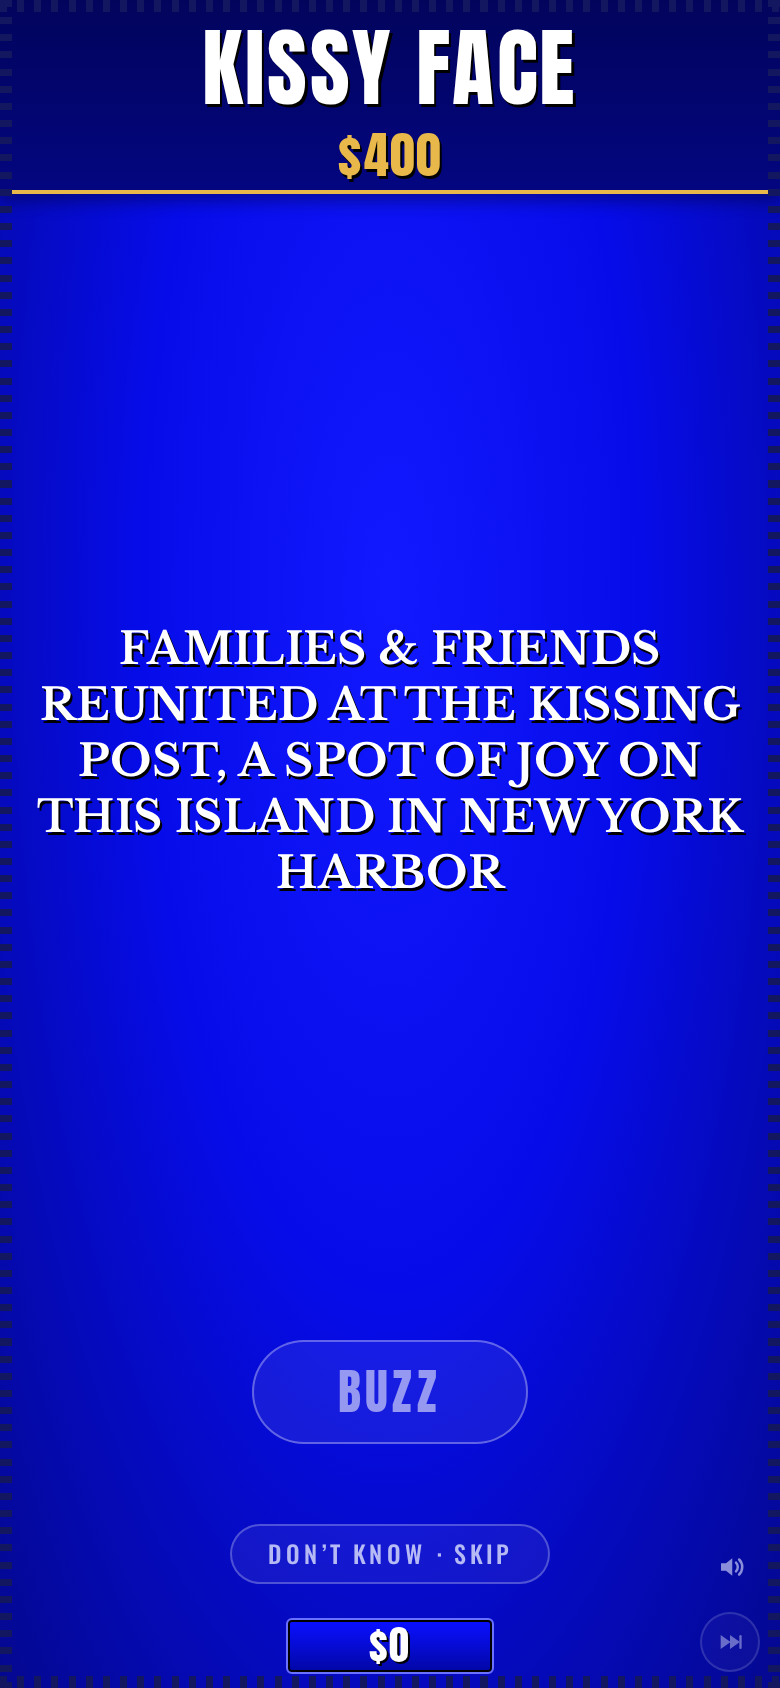 KISSY FACE
$400
FAMILIES & FRIENDS
REUNITED AT THE KISSING
POST, A SPOT OF JOY ON
THIS ISLAND IN NEW YORK
HARBOR
BUZZ
DON’T KNOW · SKIP
$0